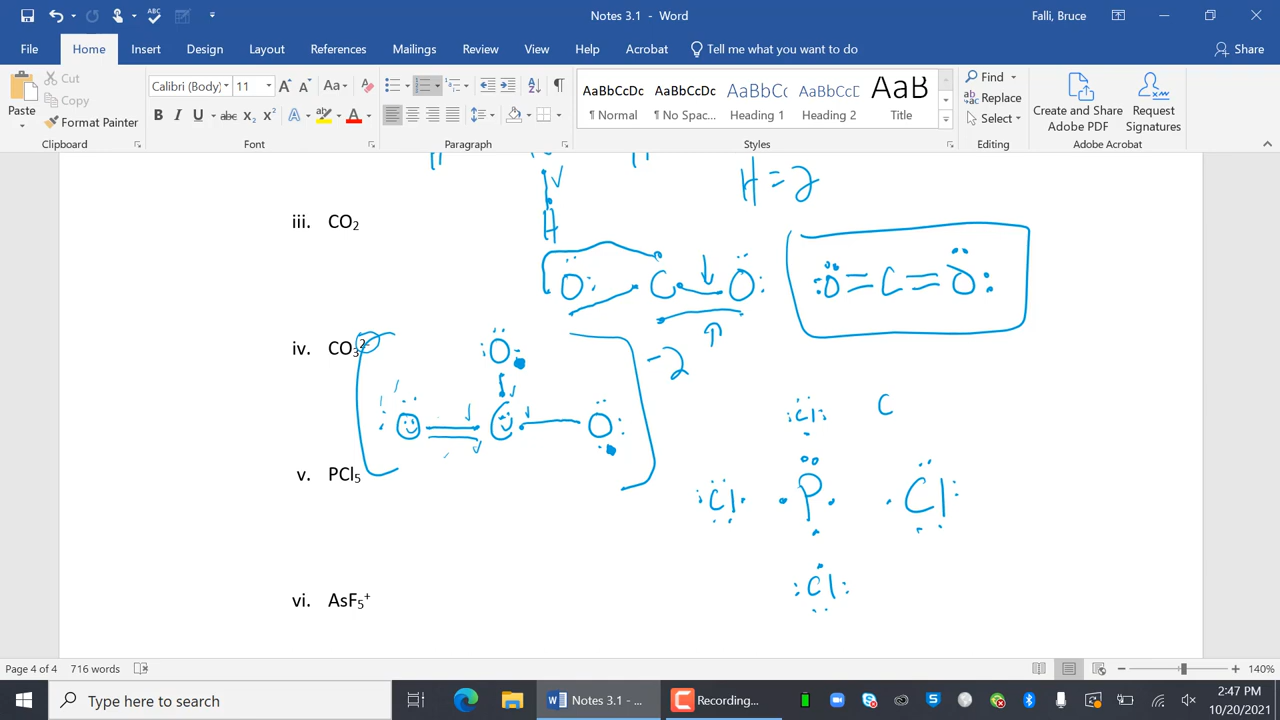 Notes 3.1 - Word
Falli, Bruce
File Home Insert Design Layout References Mailings Review View Help Acrobat Tell me what you want to do Share
Paste
Cut
Copy
Format Painter
Clipboard
Calibri (Body) 11
Aa
B I U abc x₂ x² A A
Font
Paragraph
AaBbCcDc AaBbCcDc AaBbCc AaBbCcD AaB
¶ Normal ¶ No Spac... Heading 1 Heading 2 Title
Styles
Find
Replace
Select
Editing
Create and Share Adobe PDF
Request Signatures
Adobe Acrobat
H = 2
H
iii. CO₂
O C O O = C = O
iv. CO₃²⁻
O
-2
O C O
Cl C
v. PCl₅
Cl P Cl
Cl
vi. AsF₅⁺
Page 4 of 4 716 words 140%
Type here to search
Notes 3.1 - ...
Recording...
2:47 PM
10/20/2021